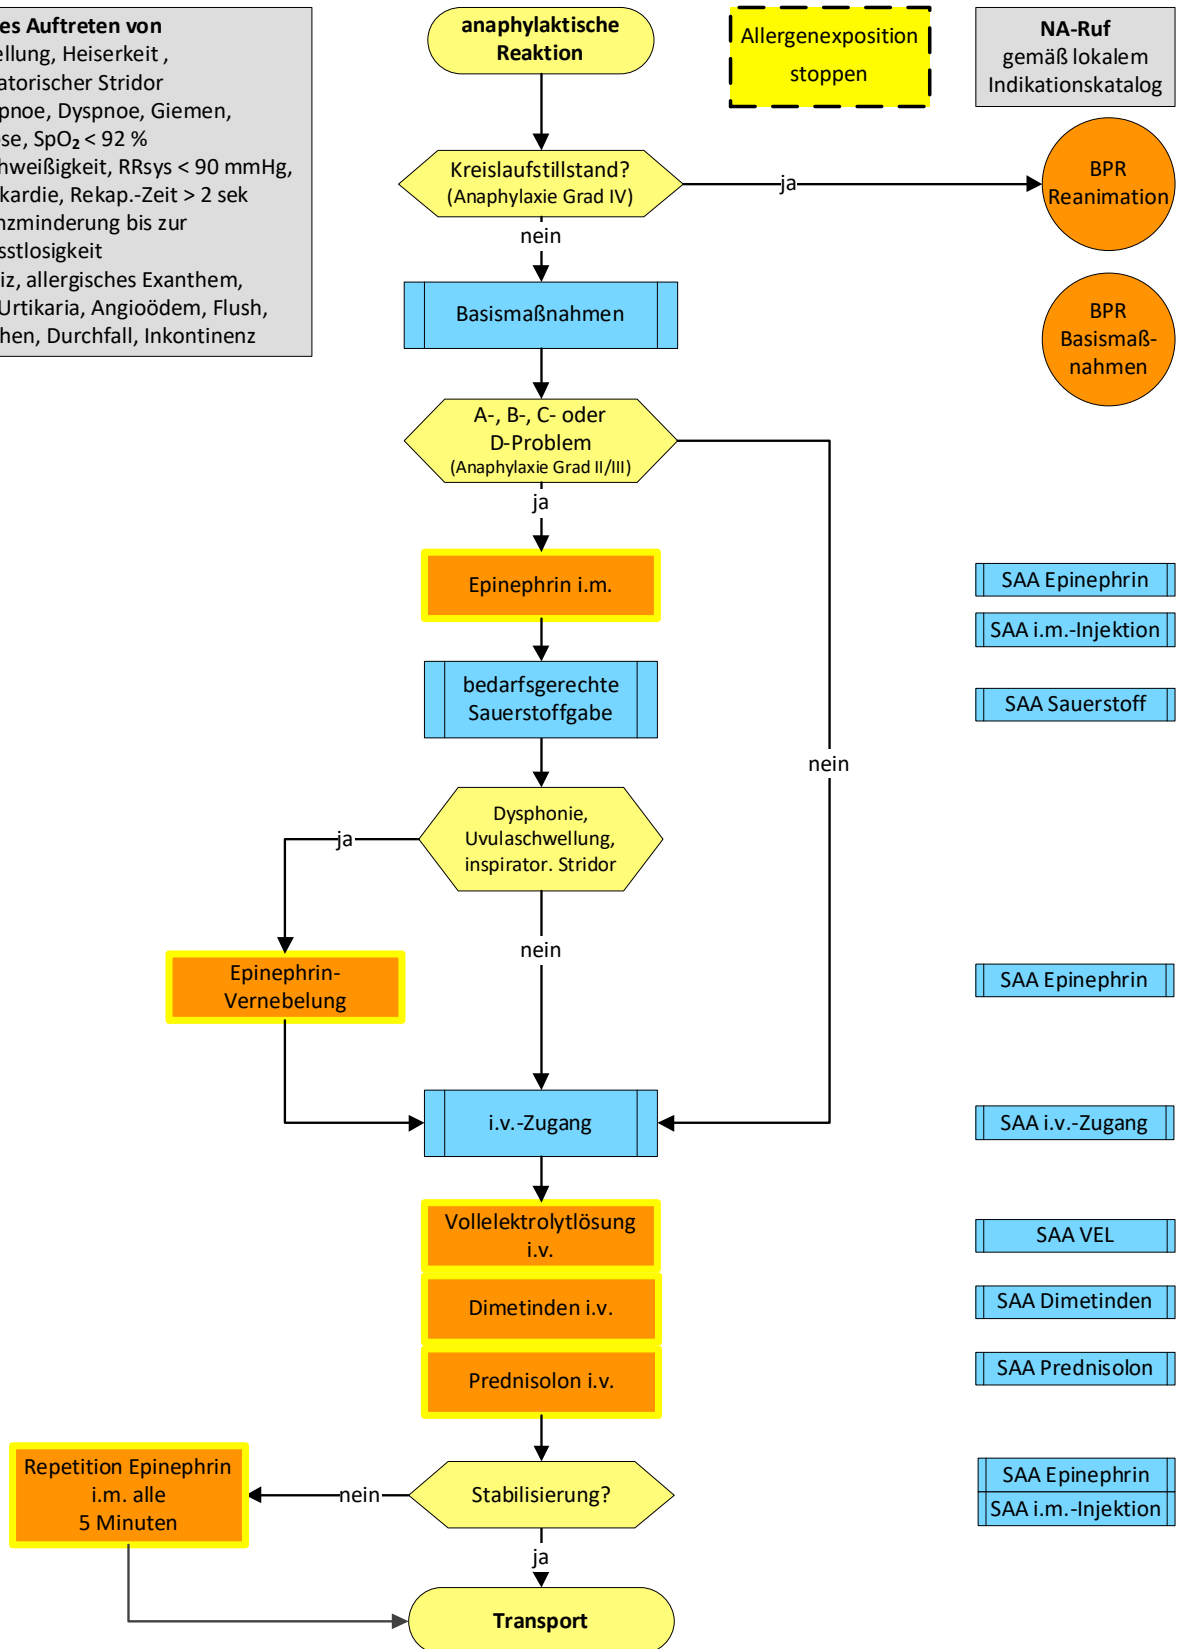 es Auftreten von
ellung, Heiserkeit ,
atorischer Stridor
pnoe, Dyspnoe, Giemen,
se, SpO₂ < 92 %
hweißigkeit, RRsys < 90 mmHg,
kardie, Rekap.-Zeit > 2 sek
nzminderung bis zur
sstlosigkeit
iz, allergisches Exanthem,
Urtikaria, Angioödem, Flush,
hen, Durchfall, Inkontinenz
anaphylaktische
Reaktion
Allergenexposition
stoppen
NA-Ruf
gemäß lokalem
Indikationskatalog
Kreislaufstillstand?
(Anaphylaxie Grad IV)
ja
BPR
Reanimation
nein
Basismaßnahmen
BPR
Basismaß-
nahmen
A-, B-, C- oder
D-Problem
(Anaphylaxie Grad II/III)
ja
Epinephrin i.m.
SAA Epinephrin
SAA i.m.-Injektion
bedarfsgerechte
Sauerstoffgabe
SAA Sauerstoff
nein
Dysphonie,
Uvulaschwellung,
inspirator. Stridor
ja
nein
Epinephrin-
Vernebelung
SAA Epinephrin
i.v.-Zugang
SAA i.v.-Zugang
Vollelektrolytlösung
i.v.
SAA VEL
Dimetinden i.v.
SAA Dimetinden
Prednisolon i.v.
SAA Prednisolon
Repetition Epinephrin
i.m. alle
5 Minuten
nein
Stabilisierung?
SAA Epinephrin
SAA i.m.-Injektion
ja
Transport